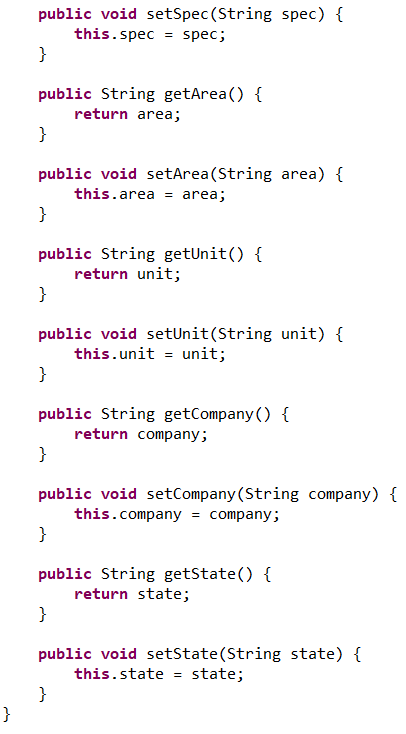 public void setSpec(String spec) {
this.spec = spec;
}
public String getArea() {
return area;
}
public void setArea(String area) {
this.area = area;
}
public String getUnit() {
return unit;
}
public void setUnit(String unit) {
this.unit = unit;
}
public String getCompany() {
return company;
}
public void setCompany(String company) {
this.company = company;
}
public String getState() {
return state;
}
public void setState(String state) {
this.state = state;
}
}